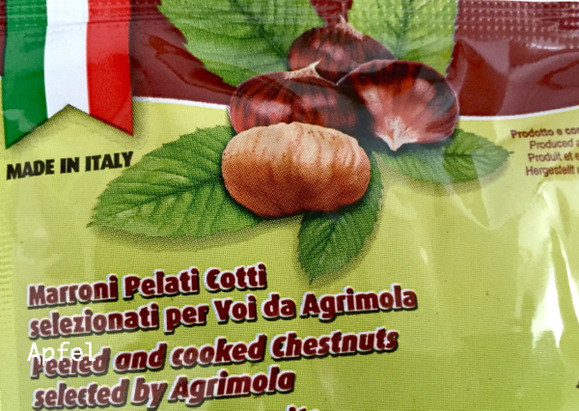 MADE IN ITALY
Prodotto e
Produced
Produit et
Hergestellt
Marroni Pelati Cotti
selezionati per Voi da Agrimola
Apfel
Peeled and cooked Chestnuts
selected by Agrimola